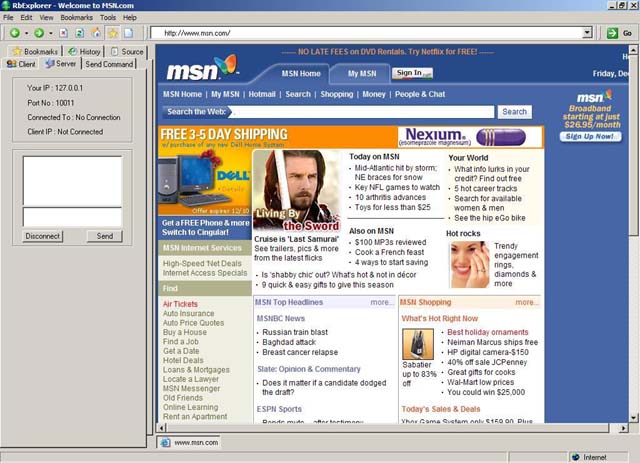 RbExplorer - Welcome to MSN.com
File Edit View Bookmarks Tools Help
http://www.msn.com/
Go
Bookmarks History Source
Client Server Send Command
Your IP : 127.0.0.1
Port No : 10011
Connected To : No Connection
Client IP : Not Connected
Disconnect Send
------ NO LATE FEES on DVD Rentals. Try Netflix for FREE! ------
msn
MSN Home My MSN Sign In
Friday, Dec
MSN Home | My MSN | Hotmail | Search | Shopping | Money | People & Chat
Search the Web: Search
msn
Broadband
starting at just
$26.95/month
Sign Up Now!
FREE 3-5 DAY SHIPPING
w/ purchase of any new Dell Home System.
DELL
Details
Offer expires 12/10
Get a FREE Phone & more
Switch to Cingular!
MSN Internet Services
High-Speed 'Net Deals
Internet Access Specials
Find
Air Tickets
Auto Insurance
Auto Price Quotes
Buy a House
Find a Job
Get a Date
Hotel Deals
Loans & Mortgages
Locate a Lawyer
MSN Messenger
Old Friends
Online Learning
Rent an Apartment
Nexium
(esomeprazole magnesium)
Living By
the Sword
Cruise is 'Last Samurai'
See trailers, pics & more
from the latest flicks
• Is 'shabby chic' out? What's hot & not in décor
• 9 quick & easy gifts to give this season
Today on MSN
• Mid-Atlantic hit by storm;
NE braces for snow
• Key NFL games to watch
• 10 arthritis advances
• Toys for less than $25
Also on MSN
• $100 MP3s reviewed
• Cook a French feast
• 4 ways to start saving
Your World
• What info lurks in your
credit? Find out free
• 5 hot career tracks
• Search for available
women & men
• See the hip eGo bike
Hot rocks
Trendy
engagement
rings,
diamonds &
more
MSN Top Headlines more...
MSNBC News
• Russian train blast
• Baghdad attack
• Breast cancer relapse
Slate: Opinion & Commentary
• Does it matter if a candidate dodged
the draft?
ESPN Sports
MSN Shopping more...
What's Hot Right Now
Sabatier
up to 83%
off
• Best holiday ornaments
• Neiman Marcus ships free
• HP digital camera-$150
• 40% off sale JCPenney
• Great gifts for cooks
• Wal-Mart low prices
• You could win $25,000
Today's Sales & Deals
Xbox Game System only $159.90. Plus
www.msn.com
Internet